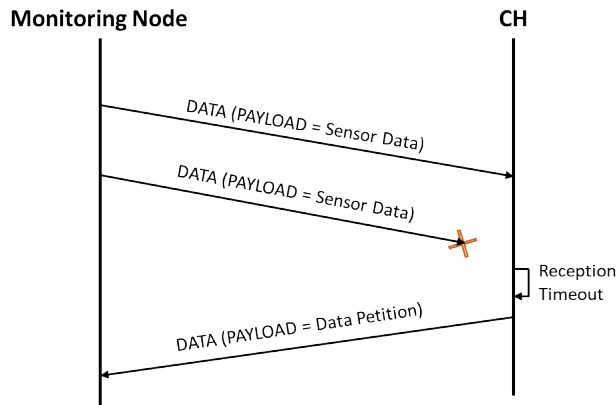 Monitoring Node
CH
DATA (PAYLOAD = Sensor Data)
DATA (PAYLOAD = Sensor Data)
Reception
Timeout
DATA (PAYLOAD = Data Petition)